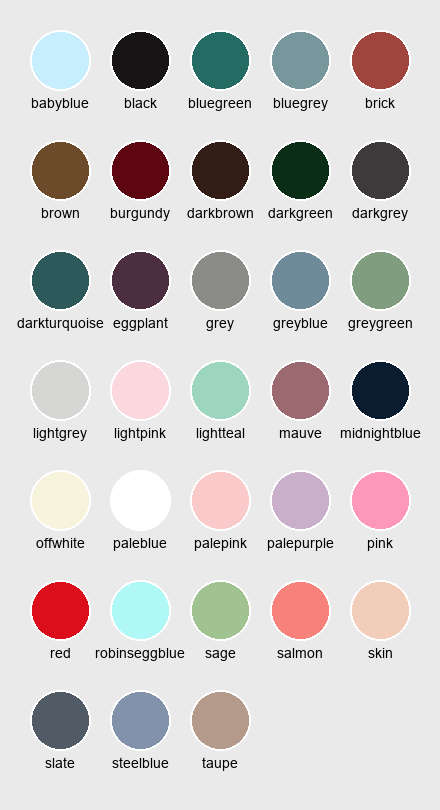 babyblue black bluegreen bluegrey brick
brown burgundy darkbrown darkgreen darkgrey
darkturquoise eggplant grey greyblue greygreen
lightgrey lightpink lightteal mauve midnightblue
offwhite paleblue palepink palepurple pink
red robinseggblue sage salmon skin
slate steelblue taupe